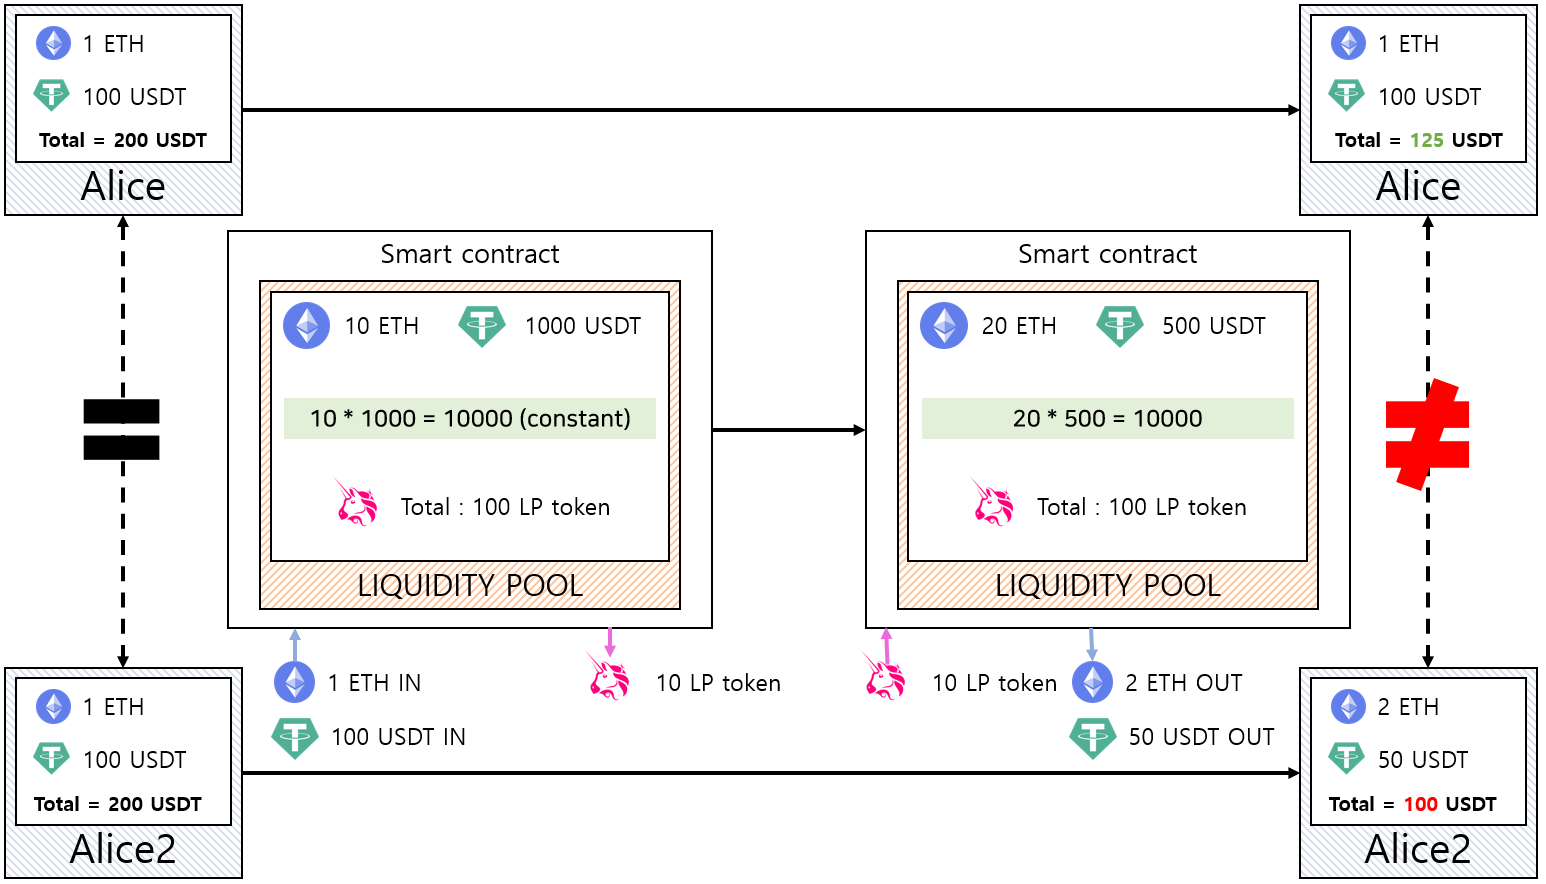 1 ETH
100 USDT
Total = 200 USDT
Alice
1 ETH
100 USDT
Total = 125 USDT
Alice
Smart contract
10 ETH
1000 USDT
10 * 1000 = 10000 (constant)
Total : 100 LP token
LIQUIDITY POOL
Smart contract
20 ETH
500 USDT
20 * 500 = 10000
Total : 100 LP token
LIQUIDITY POOL
1 ETH IN
100 USDT IN
10 LP token
10 LP token
2 ETH OUT
50 USDT OUT
1 ETH
100 USDT
Total = 200 USDT
Alice2
2 ETH
50 USDT
Total = 100 USDT
Alice2